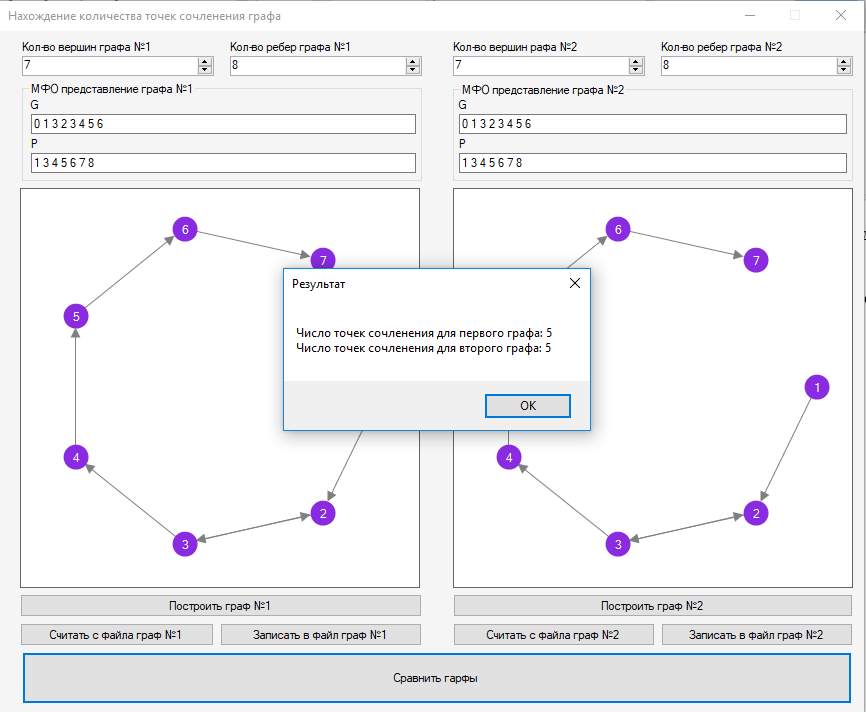 Нахождение количества точек сочленения графа
Кол-во вершин графа №1
Кол-во ребер графа №1
Кол-во вершин рафа №2
Кол-во ребер графа №2
7
8
7
8
МФО представление графа №1
МФО представление графа №2
G
G
0 1 3 2 3 4 5 6
0 1 3 2 3 4 5 6
P
P
1 3 4 5 6 7 8
1 3 4 5 6 7 8
6
7
5
4
3
2
6
7
1
4
3
2
Результат
Число точек сочленения для первого графа: 5
Число точек сочленения для второго графа: 5
OK
Построить граф №1
Построить граф №2
Считать с файла граф №1
Записать в файл граф №1
Считать с файла граф №2
Записать в файл граф №2
Сравнить гарфы